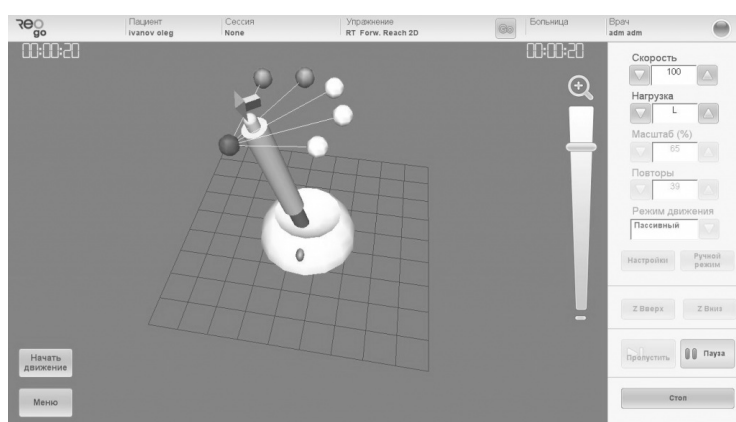 REO go
Пациент
ivanov oleg
Сессия
None
Упражнение
RT Forw. Reach 2D
Go
Больница
Врач
adm adm
00:00:20
00:00:20
Скорость
100
Нагрузка
L
Масштаб (%)
65
Повторы
39
Режим движения
Пассивный
Настройки
Ручной
режим
Z Вверх
Z Вниз
Пропустить
Пауза
Стоп
Начать
движение
Меню